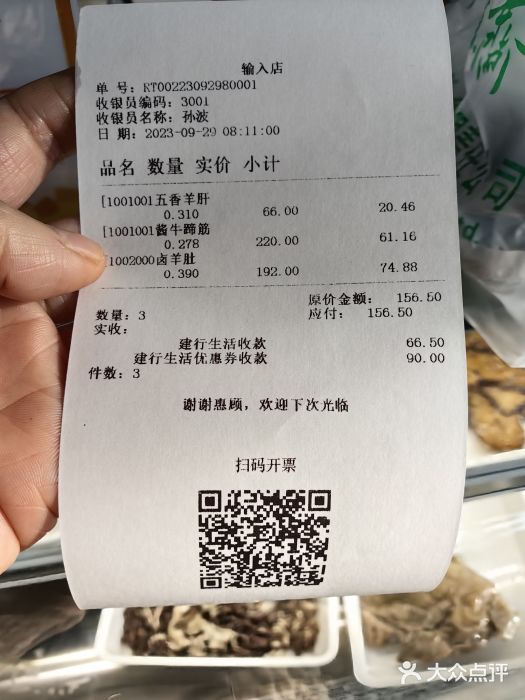 输入店
单 号: RT00223092980001
收银员编码: 3001
收银员名称: 孙波
日 期: 2023-09-29 08:11:00
品名 数量 实价 小计
[1001001五香羊肝
0.310 66.00 20.46
[1001001酱牛蹄筋
0.278 220.00 61.16
[1002000卤羊肚
0.390 192.00 74.88
数量: 3 原价金额: 156.50
实收: 应付: 156.50
建行生活收款 66.50
建行生活优惠券收款 90.00
件数: 3
谢谢惠顾, 欢迎下次光临
扫码开票
司
大众点评